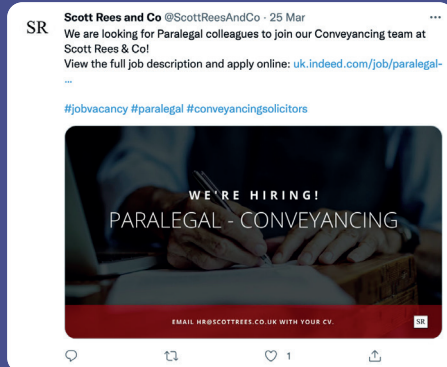 SR
Scott Rees and Co @ScottReesAndCo · 25 Mar
We are looking for Paralegal colleagues to join our Conveyancing team at
Scott Rees & Co!
View the full job description and apply online: uk.indeed.com/job/paralegal-
…
#jobvacancy #paralegal #conveyancingsolicitors
WE'RE HIRING!
PARALEGAL - CONVEYANCING
EMAIL HR@SCOTTREES.CO.UK WITH YOUR CV.
SR
1